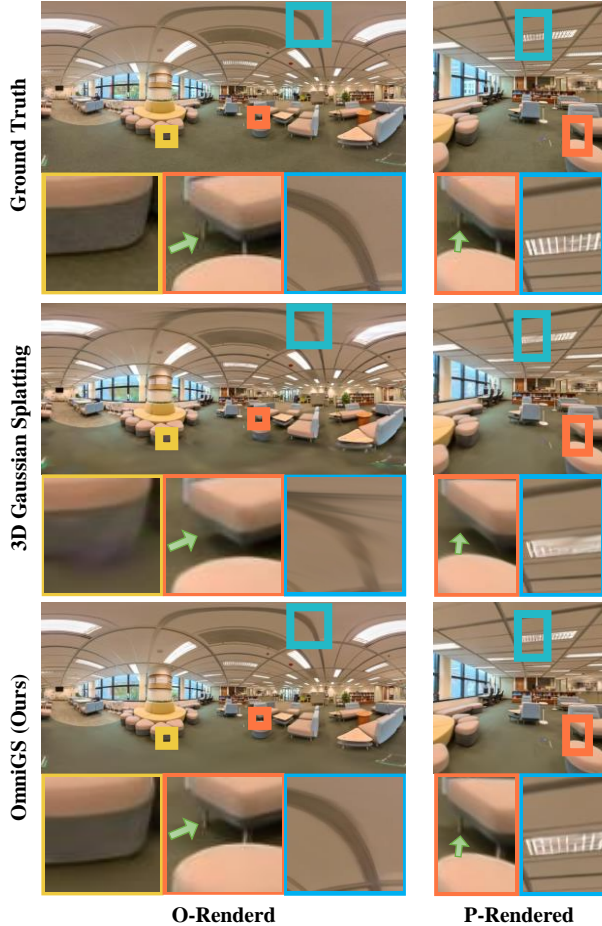 Ground Truth
3D Gaussian Splatting
OmniGS (Ours)
O-Renderd
P-Rendered